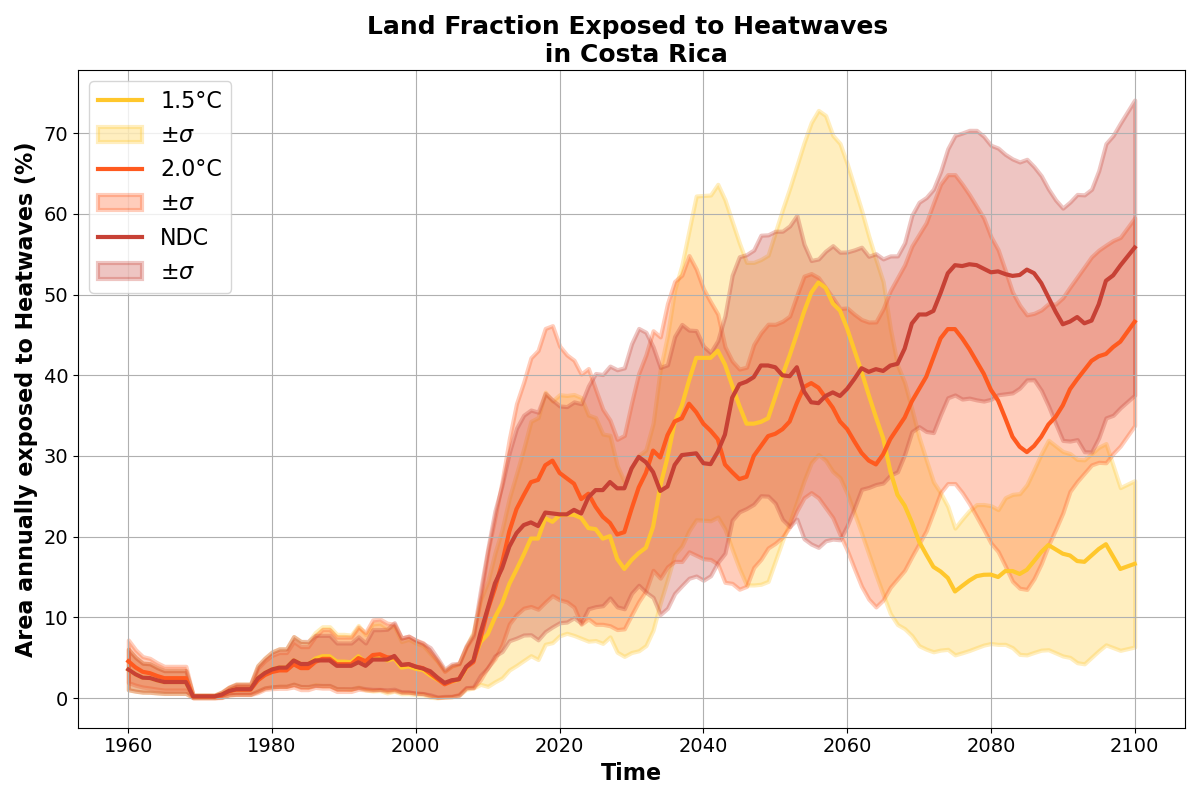 Land Fraction Exposed to Heatwaves
in Costa Rica
1.5°C
±σ
2.0°C
±σ
NDC
±σ
Area annually exposed to Heatwaves (%)
70
60
50
40
30
20
10
0
1960
1980
2000
2020
2040
2060
2080
2100
Time